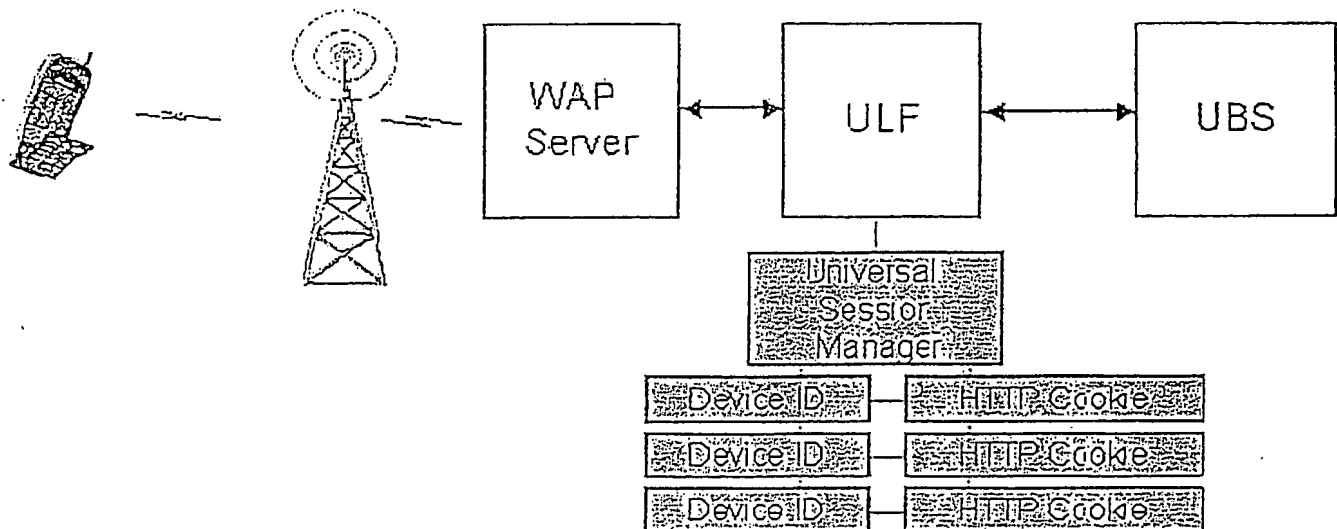 WAP
Server
ULF
UBS
Universal
Session
Manager
Device ID
HTTP Cookie
Device ID
HTTP Cookie
Device ID
HTTP Cookie